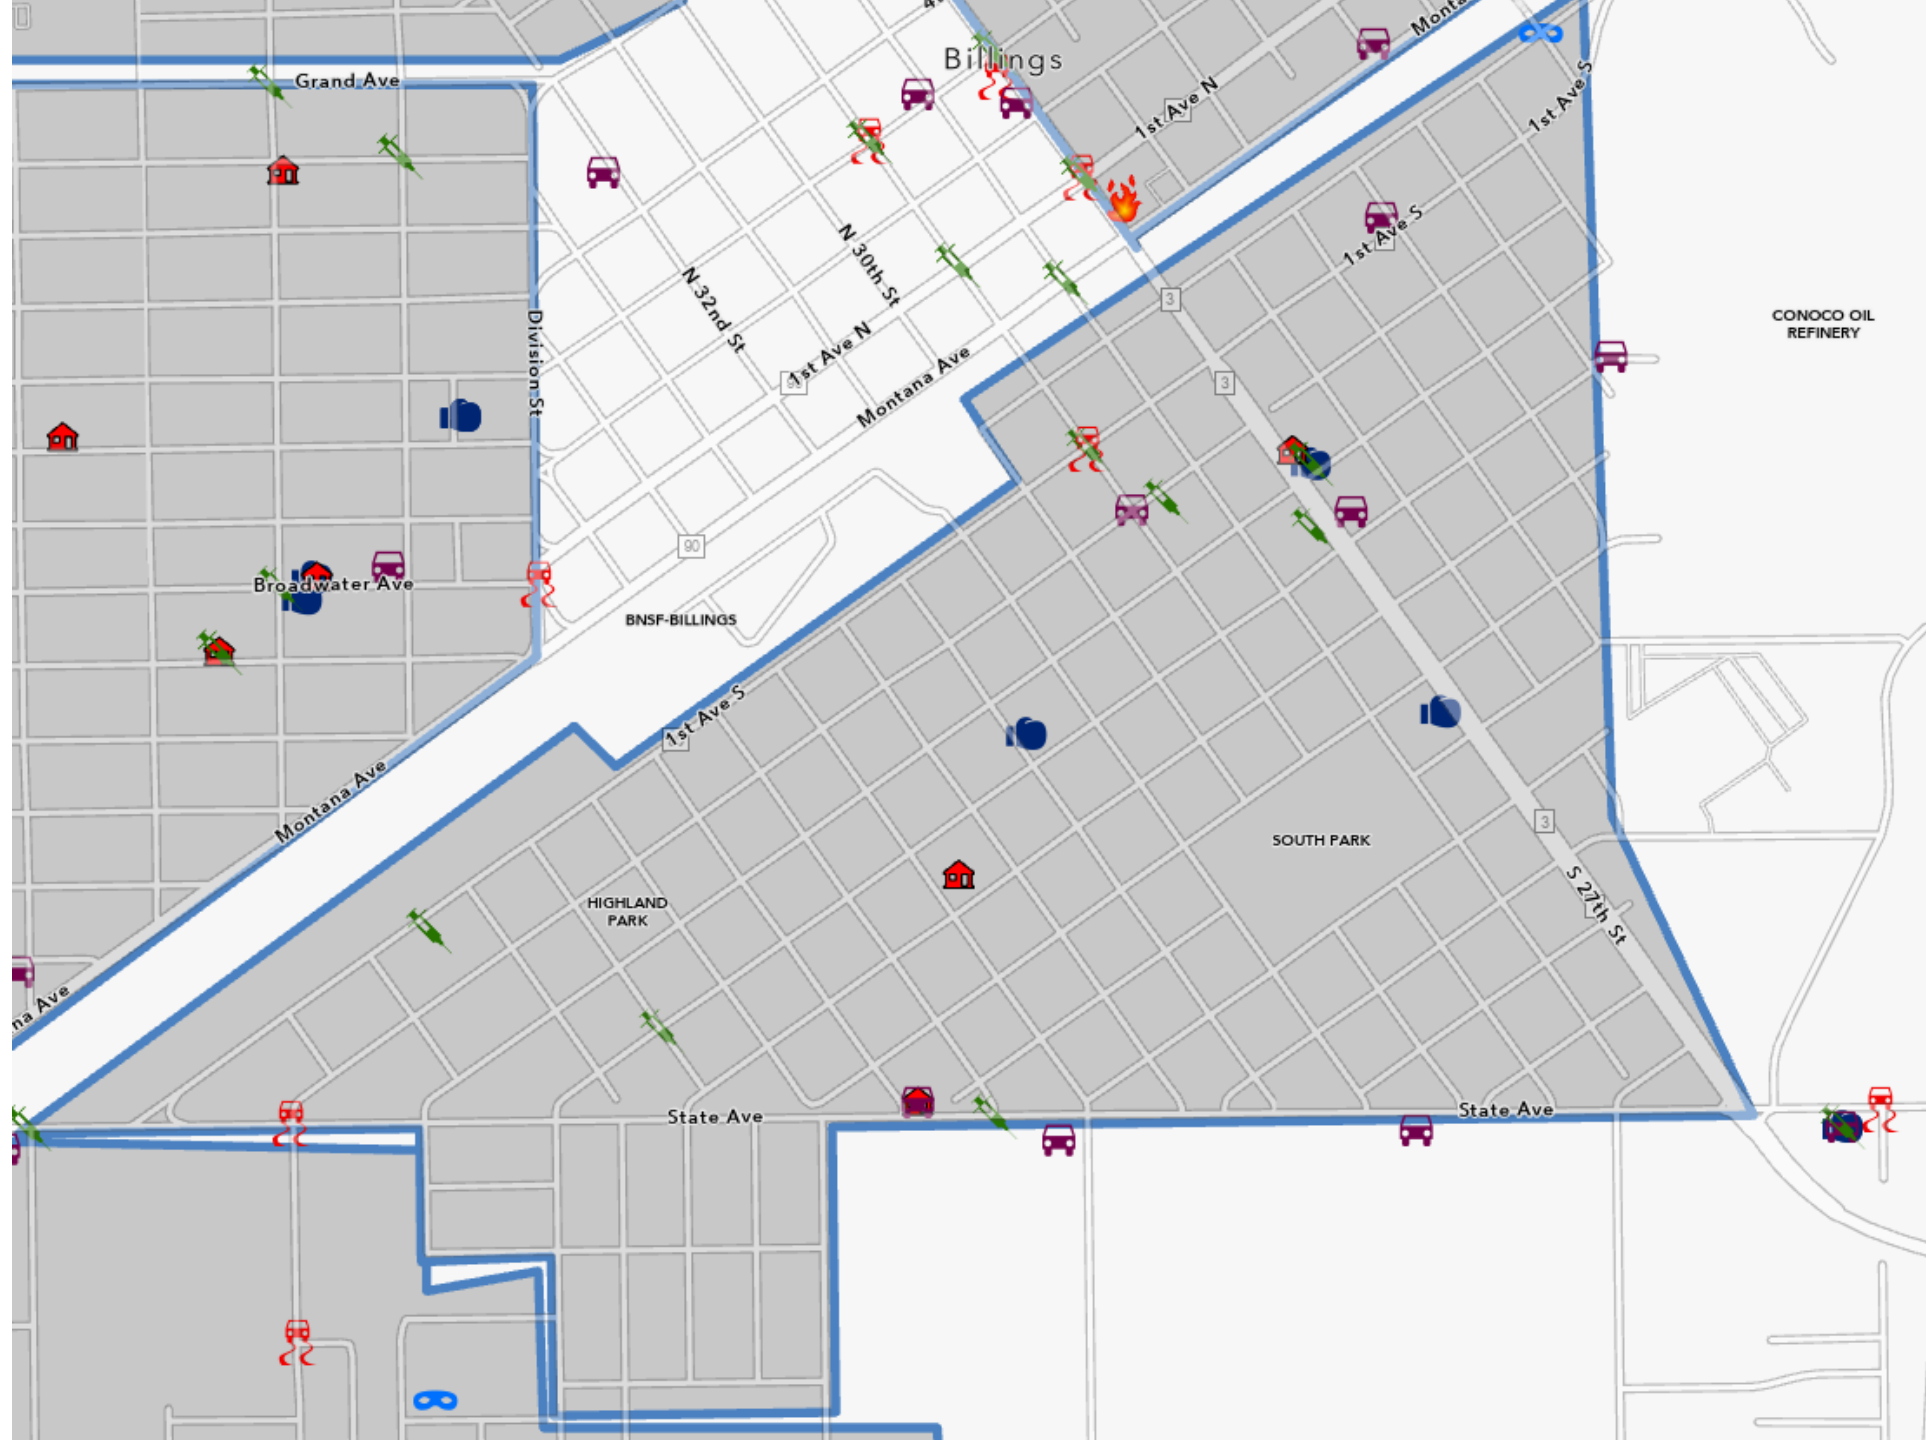 Monta
Billings
Grand Ave
1st Ave N
1st Ave S
1st Ave S
N 30th St
N 32nd St
3
CONOCO OIL
REFINERY
Division St
1st Ave N
Montana Ave
3
90
Broadwater Ave
BNSF-BILLINGS
1st Ave S
Montana Ave
3
SOUTH PARK
HIGHLAND
PARK
S 27th St
na Ave
State Ave
State Ave